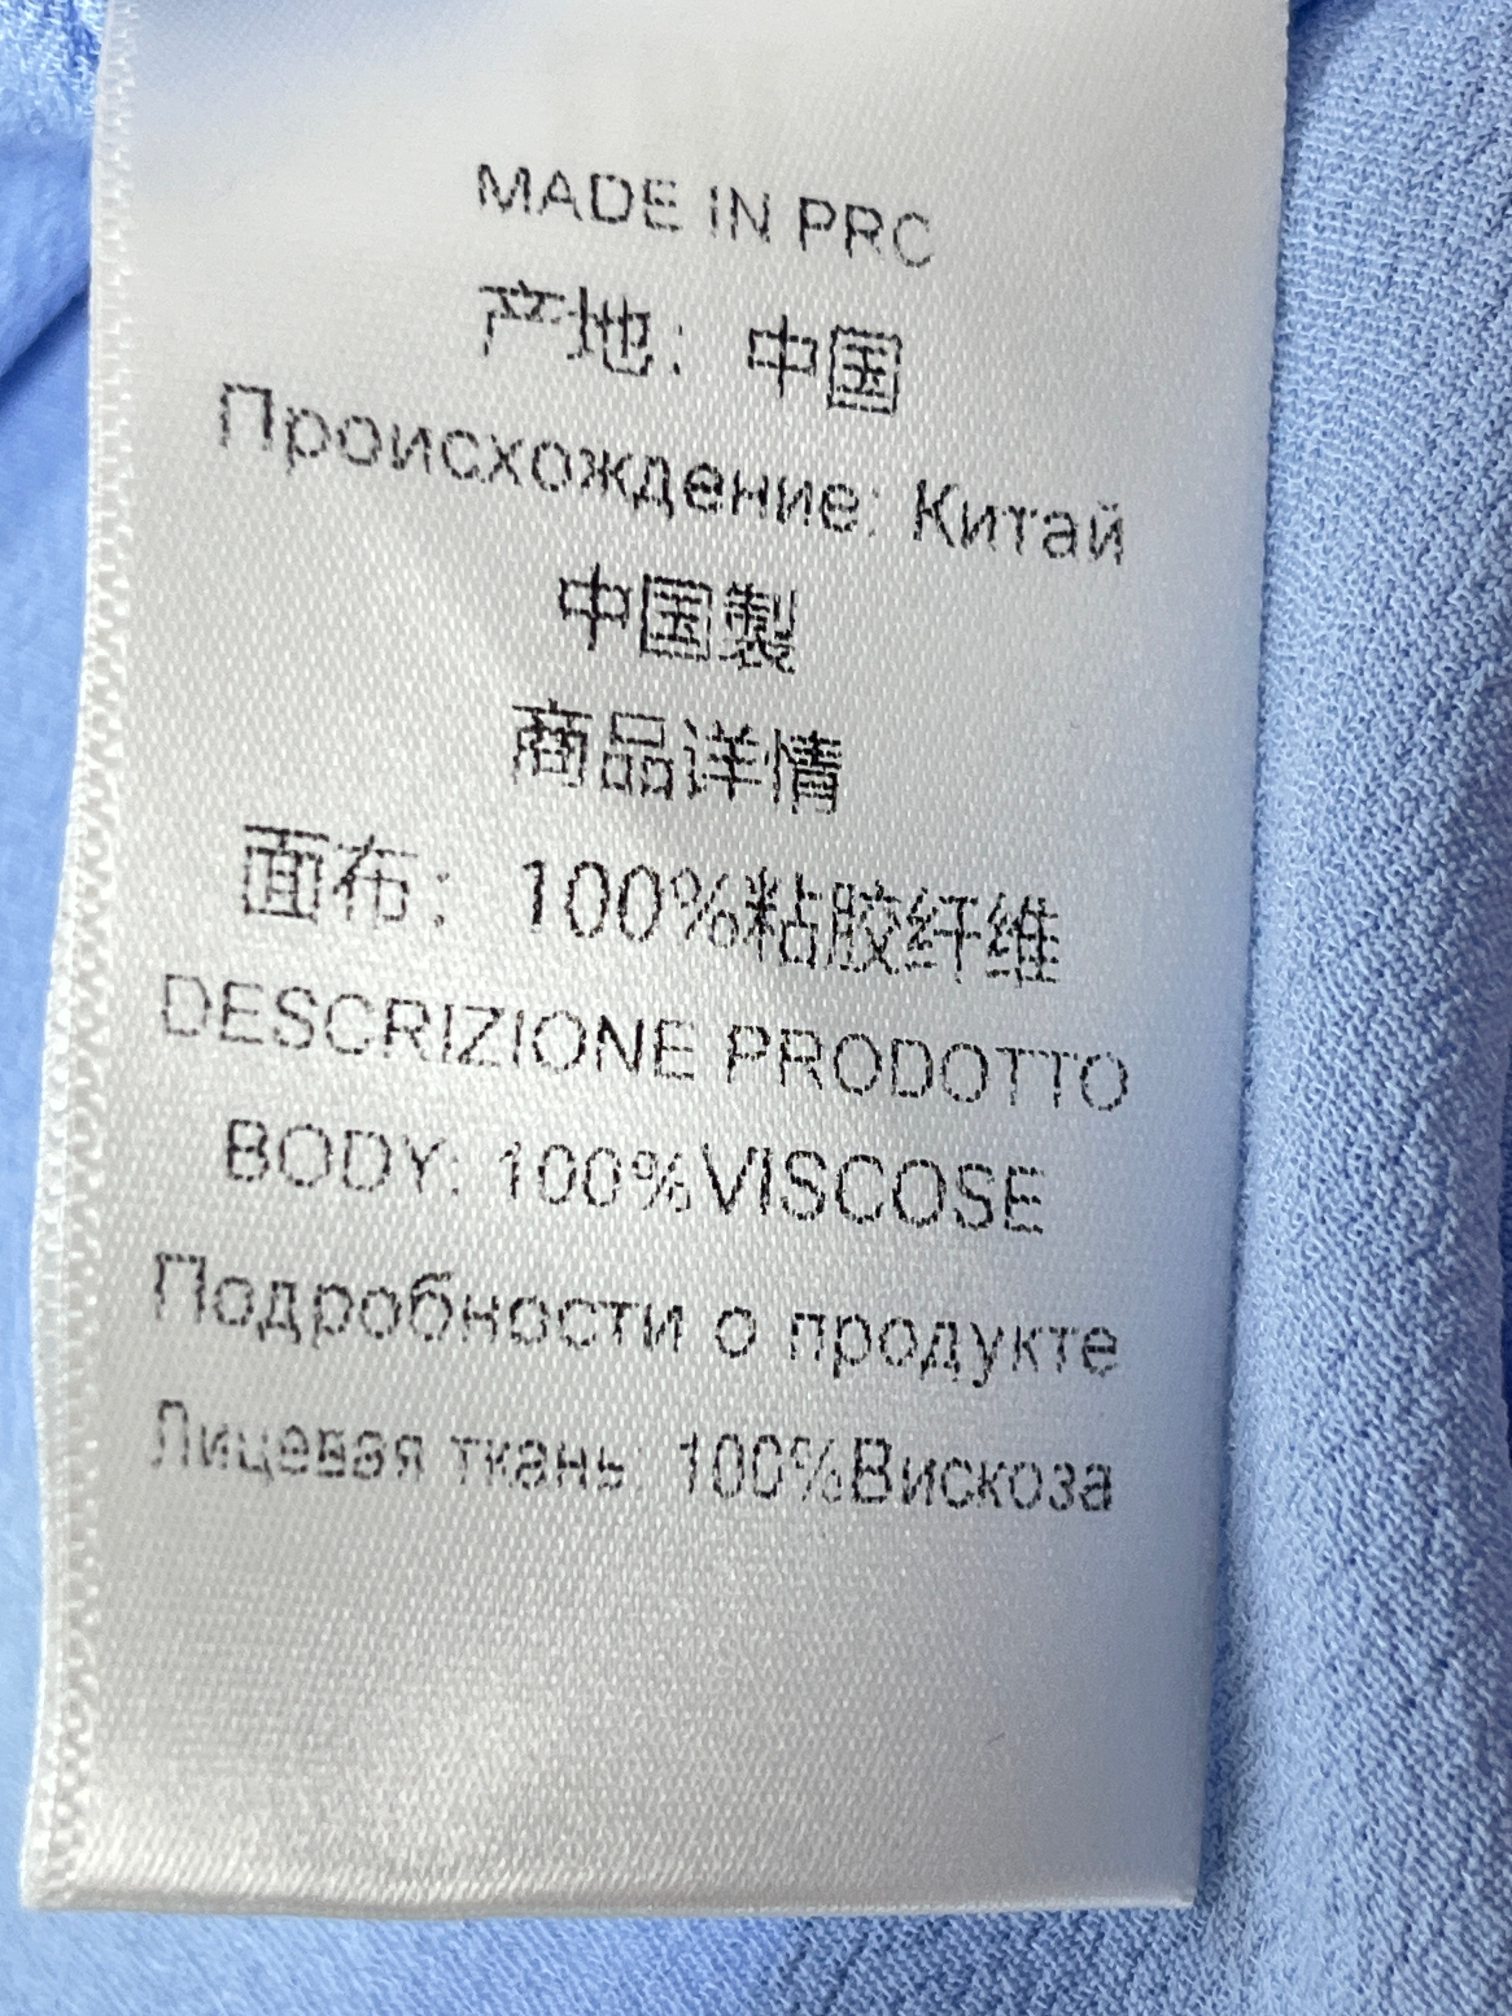 MADE IN PRC
产地：中国
Происхождение: Китай
中国製
商品详情
面布：100%粘胶纤维
DESCRIZIONE PRODOTTO
BODY: 100%VISCOSE
Подробности о продукте
Лицевая ткань: 100%Вискоза